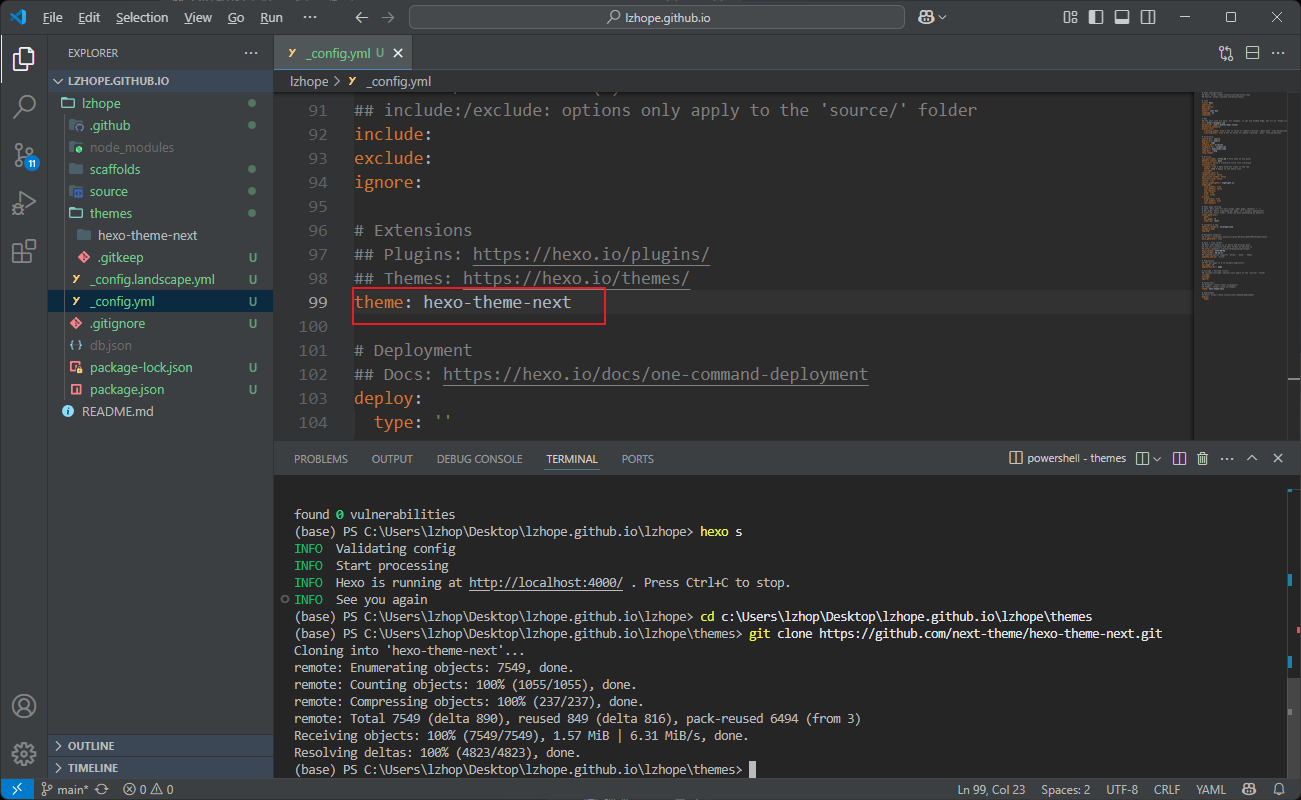 File Edit Selection View Go Run ··· lzhope.github.io
EXPLORER ···
LZHOPE.GITHUB.IO
lzhope
.github
node_modules
scaffolds
source
themes
hexo-theme-next
.gitkeep U
_config.landscape.yml U
_config.yml U
.gitignore U
db.json
package-lock.json U
package.json U
README.md
OUTLINE
TIMELINE
11
_config.yml U
lzhope > _config.yml
91 ## include:/exclude: options only apply to the 'source/' folder
92 include:
93 exclude:
94 ignore:
95
96 # Extensions
97 ## Plugins: https://hexo.io/plugins/
98 ## Themes: https://hexo.io/themes/
99 theme: hexo-theme-next
100
101 # Deployment
102 ## Docs: https://hexo.io/docs/one-command-deployment
103 deploy:
104 type: ''
PROBLEMS OUTPUT DEBUG CONSOLE TERMINAL PORTS powershell - themes
found 0 vulnerabilities
(base) PS C:\Users\lzhop\Desktop\lzhope.github.io\lzhope> hexo s
INFO Validating config
INFO Start processing
INFO Hexo is running at http://localhost:4000/ . Press Ctrl+C to stop.
INFO See you again
(base) PS C:\Users\lzhop\Desktop\lzhope.github.io\lzhope> cd c:\Users\lzhop\Desktop\lzhope.github.io\lzhope\themes
(base) PS C:\Users\lzhop\Desktop\lzhope.github.io\lzhope\themes> git clone https://github.com/next-theme/hexo-theme-next.git
Cloning into 'hexo-theme-next'...
remote: Enumerating objects: 7549, done.
remote: Counting objects: 100% (1055/1055), done.
remote: Compressing objects: 100% (237/237), done.
remote: Total 7549 (delta 890), reused 849 (delta 816), pack-reused 6494 (from 3)
Receiving objects: 100% (7549/7549), 1.57 MiB | 6.31 MiB/s, done.
Resolving deltas: 100% (4823/4823), done.
(base) PS C:\Users\lzhop\Desktop\lzhope.github.io\lzhope\themes>
main* 0 0 Ln 99, Col 23 Spaces: 2 UTF-8 CRLF YAML